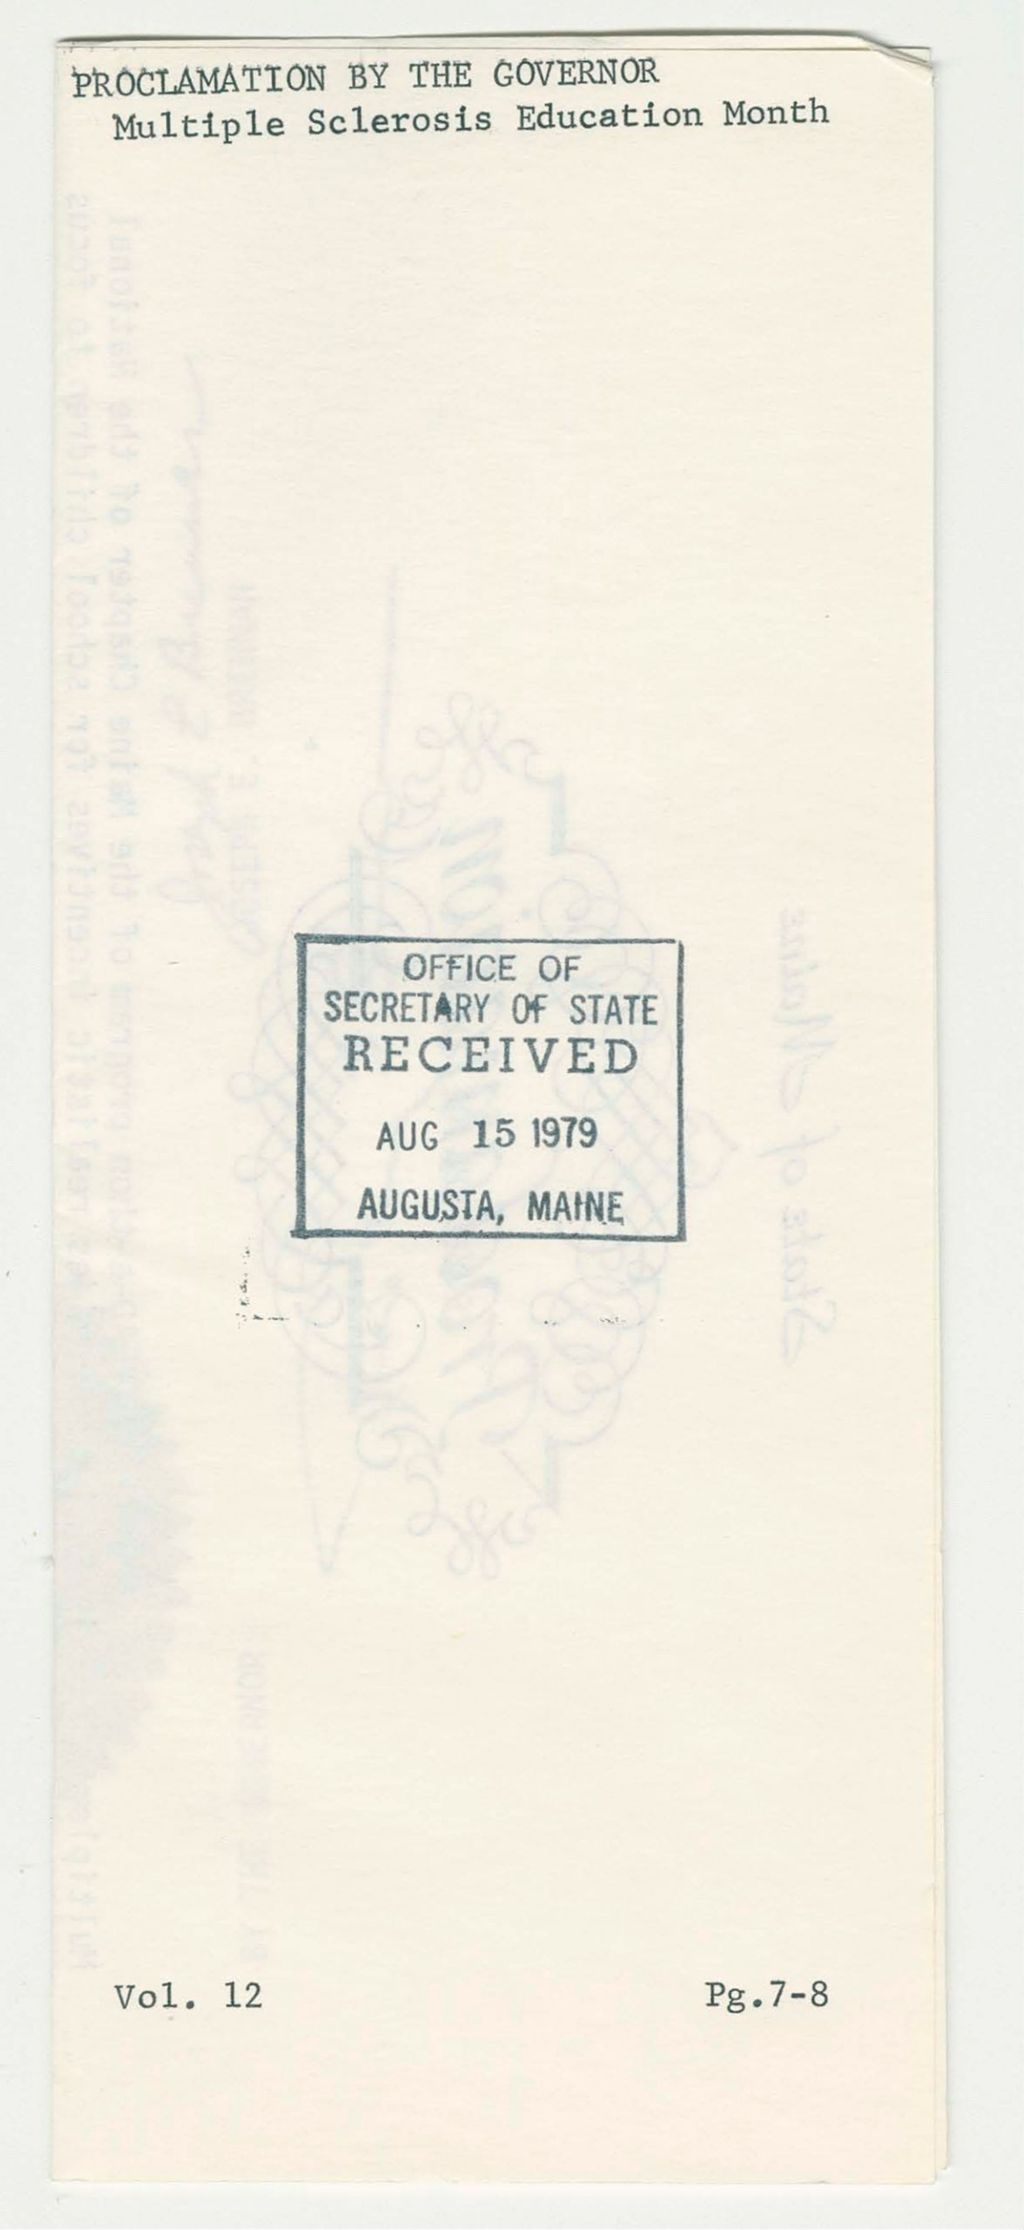 PROCLAMATION BY THE GOVERNOR
Multiple Sclerosis Education Month
OFFICE OF
SECRETARY OF STATE
RECEIVED
AUG 15 1979
AUGUSTA, MAINE
Vol. 12
Pg.7-8